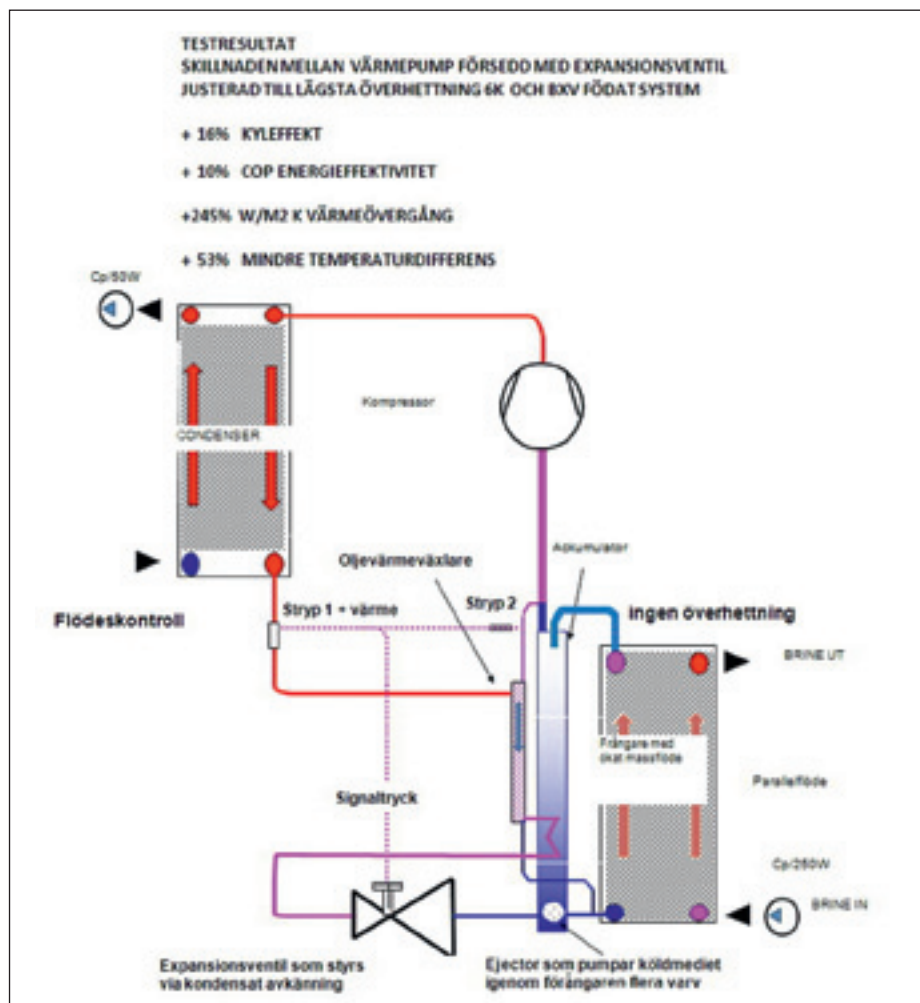 TESTRESULTAT
SKILLNADEN MELLAN VÄRMEPUMP FÖRSEDD MED EXPANSIONSVENTIL
JUSTERAD TILL LÄGSTA ÖVERHETTNING 6K OCH BXV FÖDAT SYSTEM
+ 16% KYLEFFEKT
+ 10% COP ENERGIEFFEKTIVITET
+245% W/M2 K VÄRMEÖVERGÅNG
+ 53% MINDRE TEMPERATURDIFFERENS
Cp/50W
Kompressor
CONDENSER
Oljevärmeväxlare
Ackumulator
Flödeskontroll
Stryp 1 + värme
Stryp 2
ingen överhettning
BRINE UT
Frångare med
ökat massflöde
Parallellflöde
Signaltryck
Cp/250W
BRINE IN
Expansionsventil som styrs
via kondensat avkänning
Ejector som pumpar köldmediet
igenom förångaren flera varv